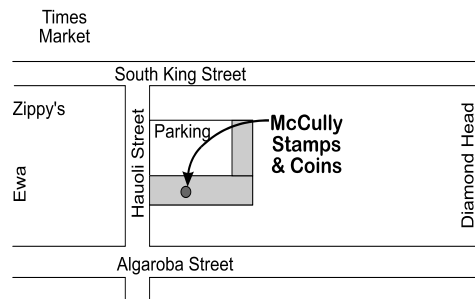 Times
Market
South King Street
Zippy's
Ewa
Hauoli Street
Parking
McCully
Stamps
& Coins
Diamond Head
Algaroba Street